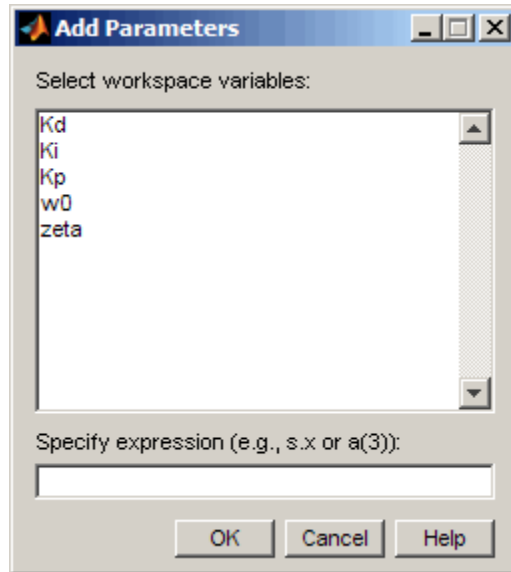 Add Parameters
Select workspace variables:
Kd
Ki
Kp
w0
zeta
Specify expression (e.g., s.x or a(3)):
OK Cancel Help